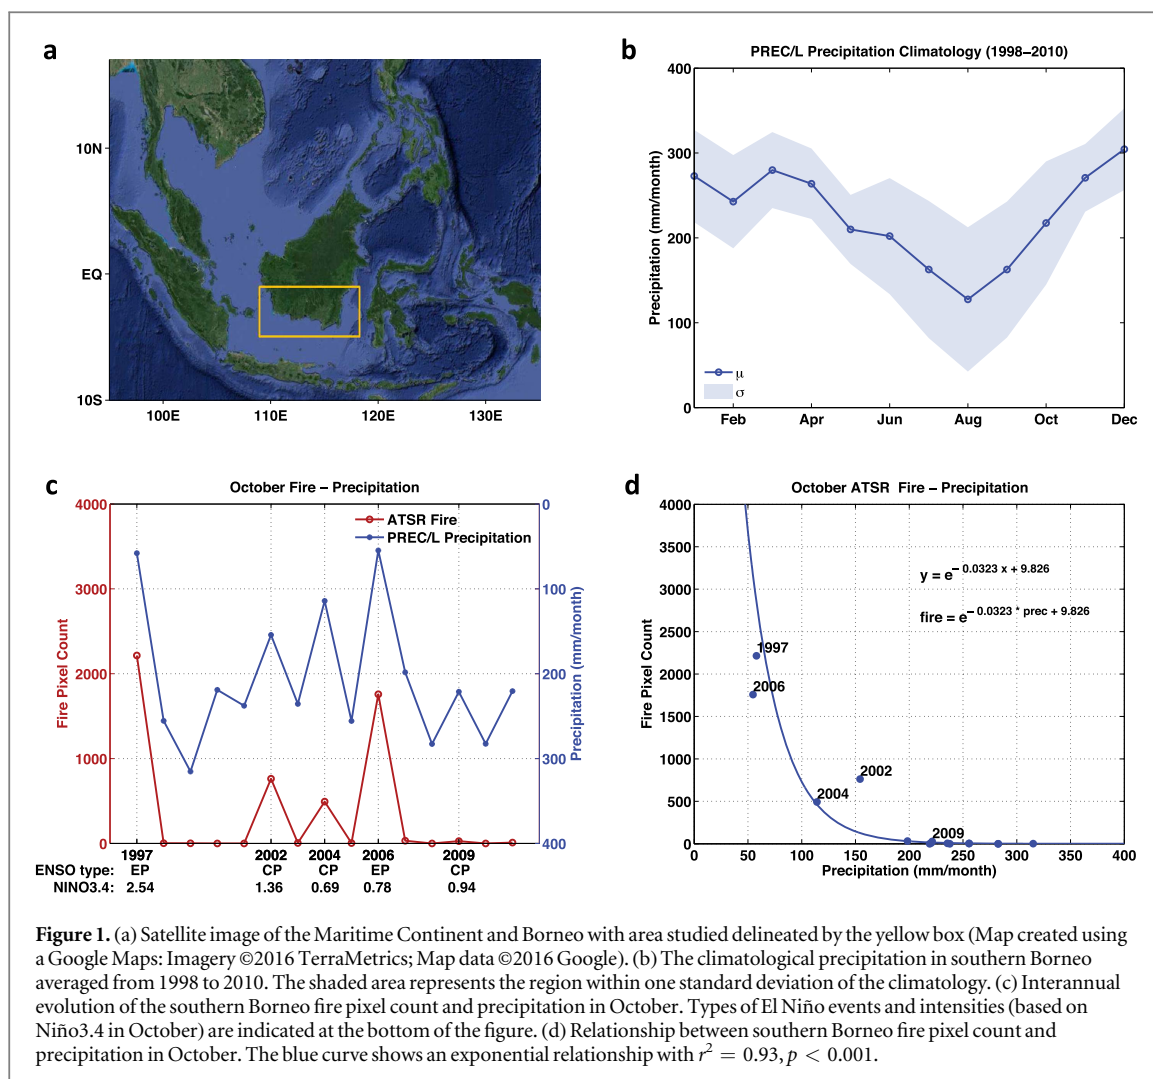 a
10N
EQ
10S
100E 110E 120E 130E
b
PREC/L Precipitation Climatology (1998–2010)
Precipitation (mm/month)
400
300
200
100
0
μ
σ
Feb Apr Jun Aug Oct Dec
c
October Fire – Precipitation
Fire Pixel Count
4000
3000
2000
1000
0
ATSR Fire
PREC/L Precipitation
0
100
200
300
400
Precipitation (mm/month)
1997 2002 2004 2006 2009
ENSO type: EP CP CP EP CP
NINO3.4: 2.54 1.36 0.69 0.78 0.94
d
October ATSR Fire – Precipitation
Fire Pixel Count
4000
3500
3000
2500
2000
1500
1000
500
0
y = e^– 0.0323 x + 9.826
fire = e^– 0.0323 * prec + 9.826
1997
2006
2002
2004
2009
0 50 100 150 200 250 300 350 400
Precipitation (mm/month)
Figure 1. (a) Satellite image of the Maritime Continent and Borneo with area studied delineated by the yellow box (Map created using
a Google Maps: Imagery ©2016 TerraMetrics; Map data ©2016 Google). (b) The climatological precipitation in southern Borneo
averaged from 1998 to 2010. The shaded area represents the region within one standard deviation of the climatology. (c) Interannual
evolution of the southern Borneo fire pixel count and precipitation in October. Types of El Niño events and intensities (based on
Niño3.4 in October) are indicated at the bottom of the figure. (d) Relationship between southern Borneo fire pixel count and
precipitation in October. The blue curve shows an exponential relationship with r² = 0.93, p < 0.001.